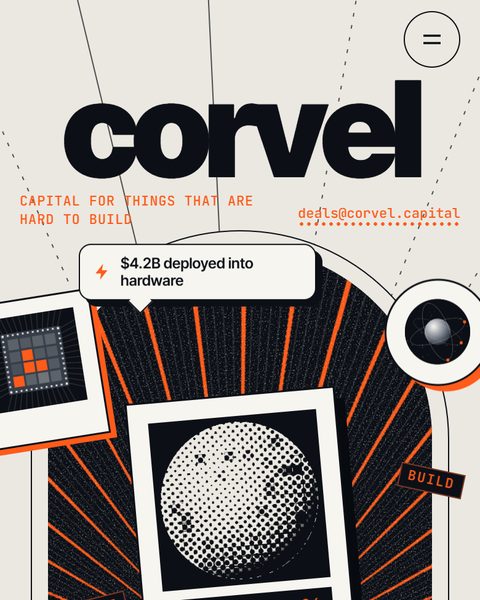 corvel
CAPITAL FOR THINGS THAT ARE
HARD TO BUILD
deals@corvel.capital
$4.2B deployed into
hardware
BUILD